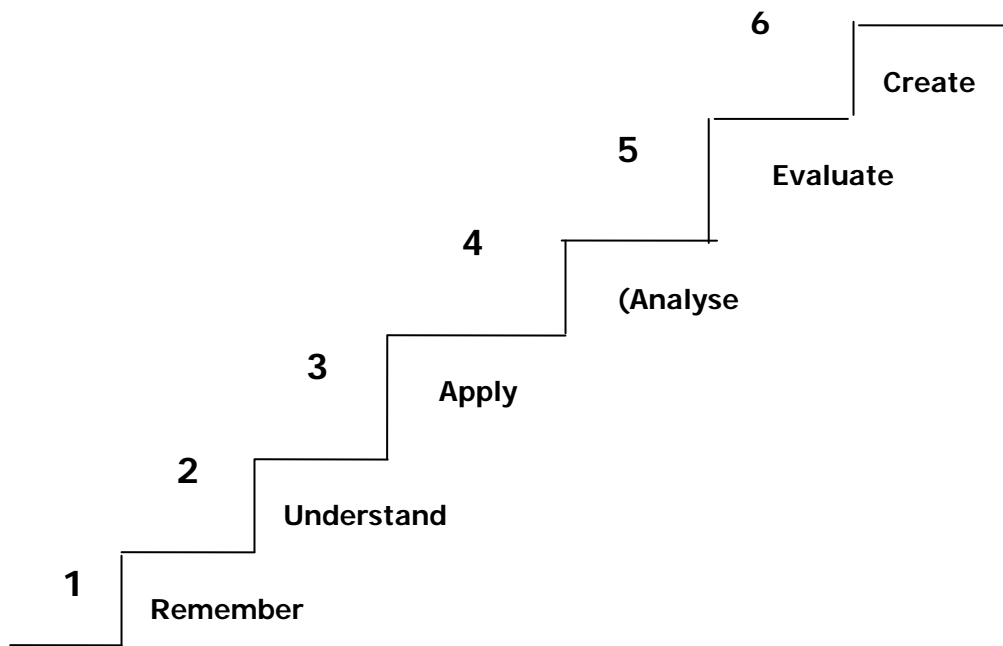 6
Create
5
Evaluate
4
(Analyse
3
Apply
2
Understand
1
Remember